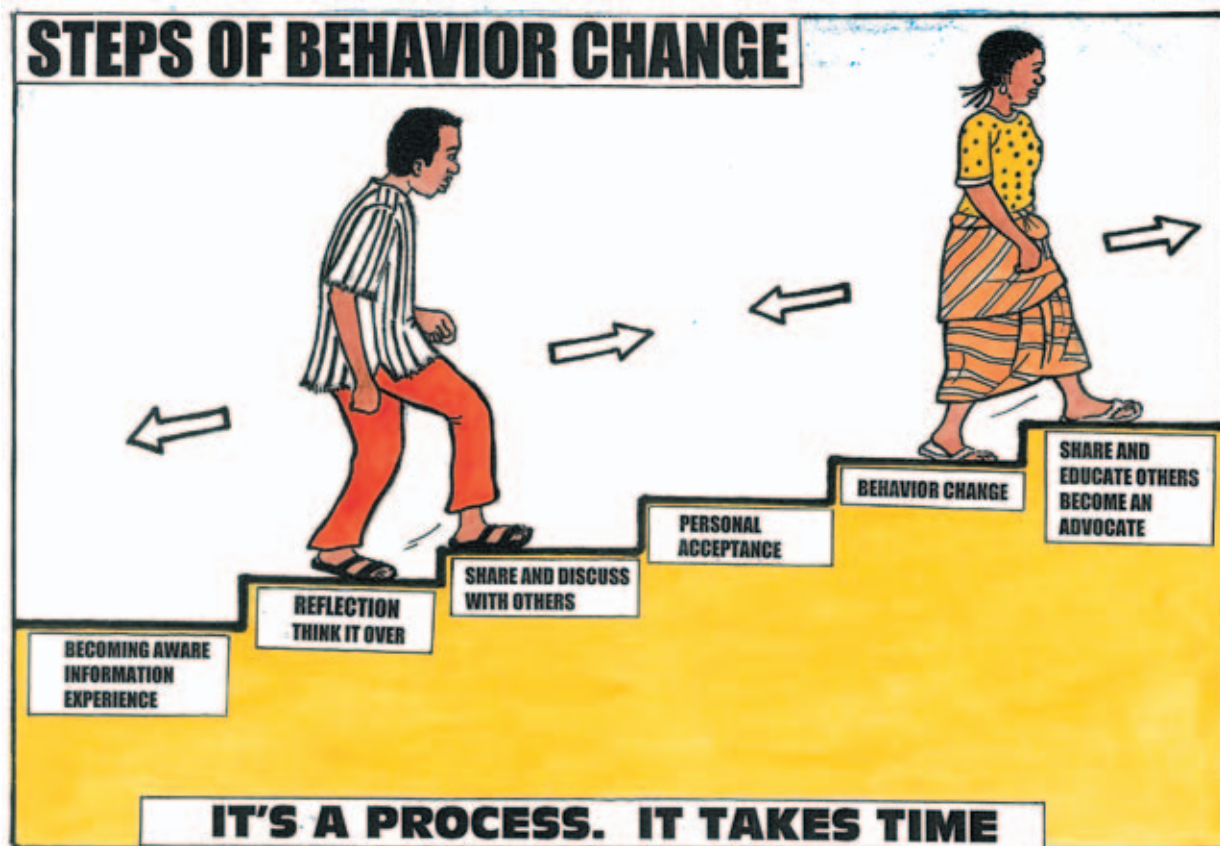 STEPS OF BEHAVIOR CHANGE
BECOMING AWARE
INFORMATION
EXPERIENCE
REFLECTION
THINK IT OVER
SHARE AND DISCUSS
WITH OTHERS
PERSONAL
ACCEPTANCE
BEHAVIOR CHANGE
SHARE AND
EDUCATE OTHERS
BECOME AN
ADVOCATE
IT'S A PROCESS. IT TAKES TIME